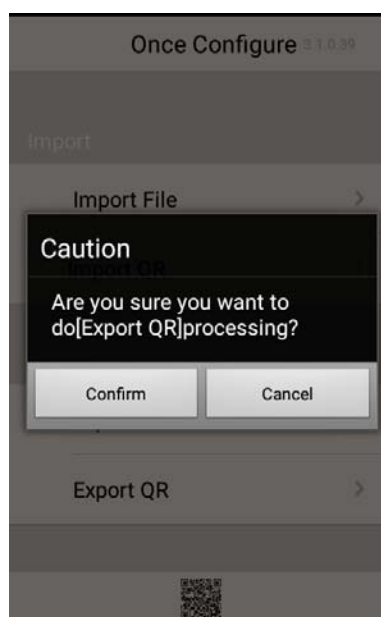 Once Configure 3.1.0.39
Import
Import File
Caution
Import QR
Are you sure you want to
do[Export QR]processing?
Confirm
Cancel
Export QR